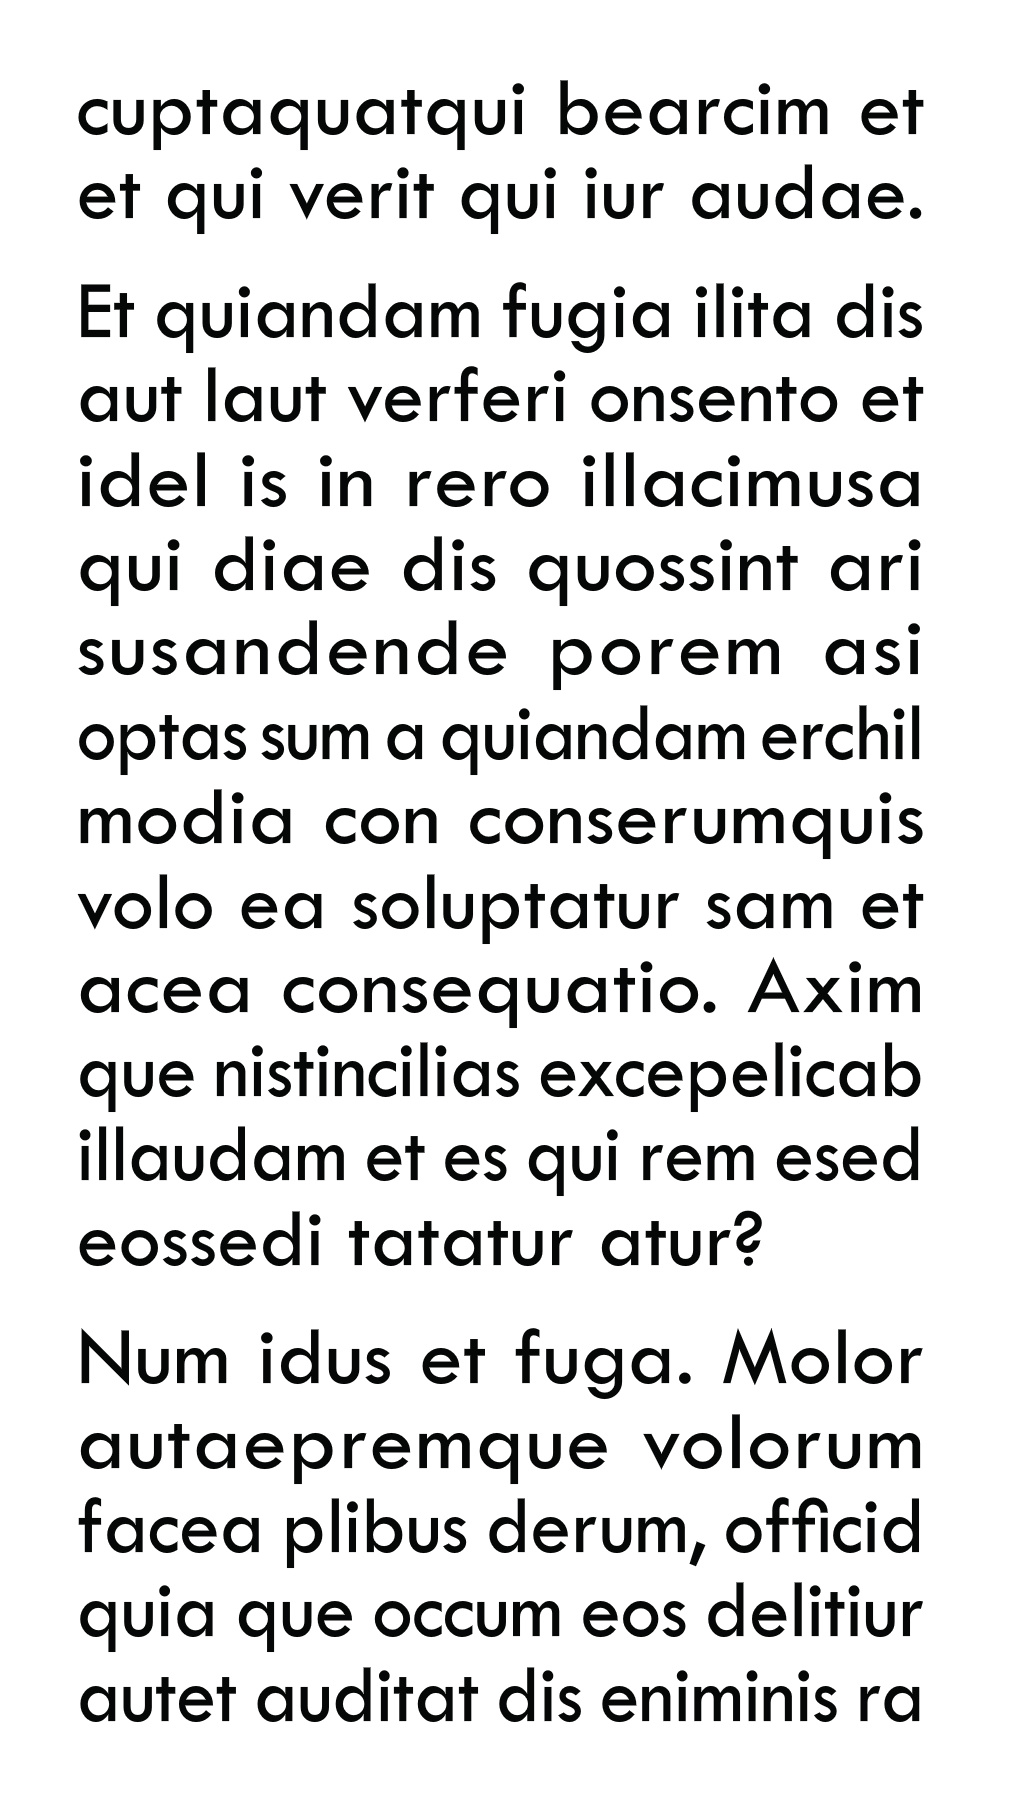 cuptaquatqui bearcim et
et qui verit qui iur audae.
Et quiandam fugia ilita dis
aut laut verferi onsento et
idel is in rero illacimusa
qui diae dis quossint ari
susandende porem asi
optas sum a quiandam erchil
modia con conserumquis
volo ea soluptatur sam et
acea consequatio. Axim
que nistincilias excepelicab
illaudam et es qui rem esed
eossedi tatatur atur?
Num idus et fuga. Molor
autaepremque volorum
facea plibus derum, officid
quia que occum eos delitiur
autet auditat dis eniminis ra